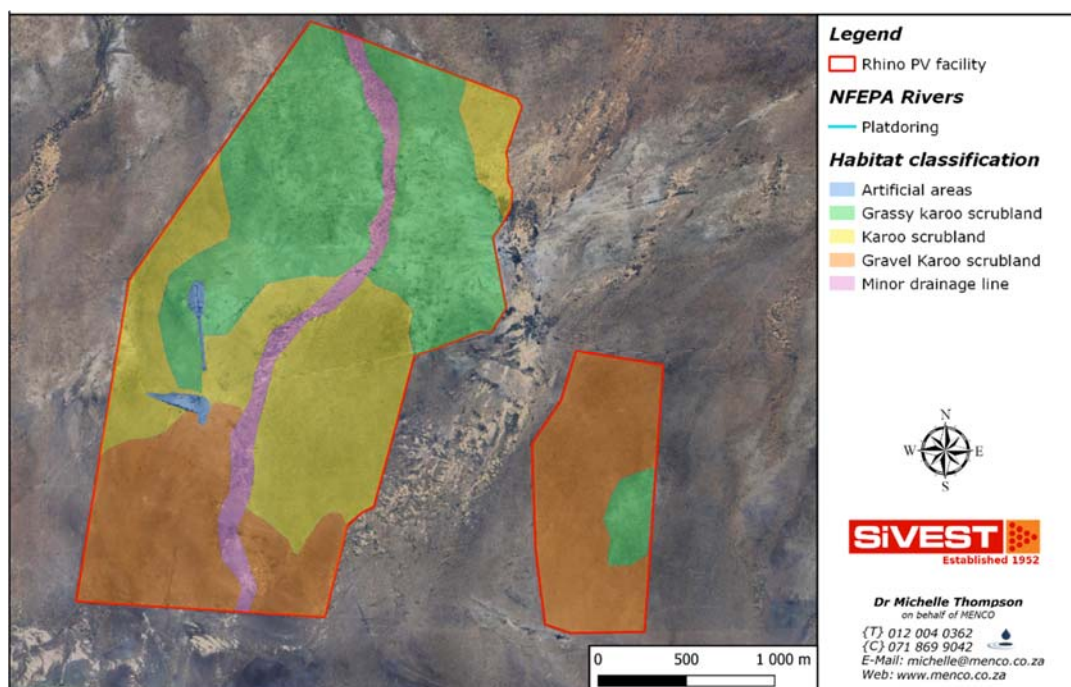 Legend
Rhino PV facility
NFEPA Rivers
Platdoring
Habitat classification
Artificial areas
Grassy karoo scrubland
Karoo scrubland
Gravel Karoo scrubland
Minor drainage line
N
W E
S
SiVEST
Established 1952
Dr Michelle Thompson
on behalf of MENCO
{T} 012 004 0362
{C} 071 869 9042
E-Mail: michelle@menco.co.za
Web: www.menco.co.za
0 500 1 000 m